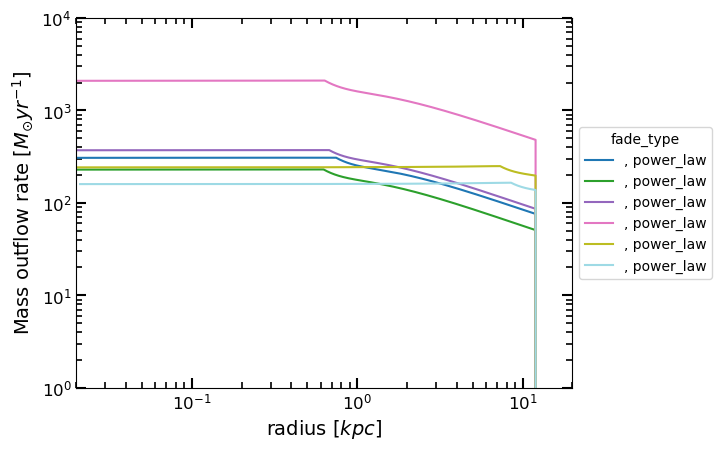 10^4
10^3
10^2
10^1
10^0
Mass outflow rate [$M_{\odot}yr^{-1}$]
10^{-1}
10^0
10^1
radius [kpc]
fade_type
, power_law
, power_law
, power_law
, power_law
, power_law
, power_law